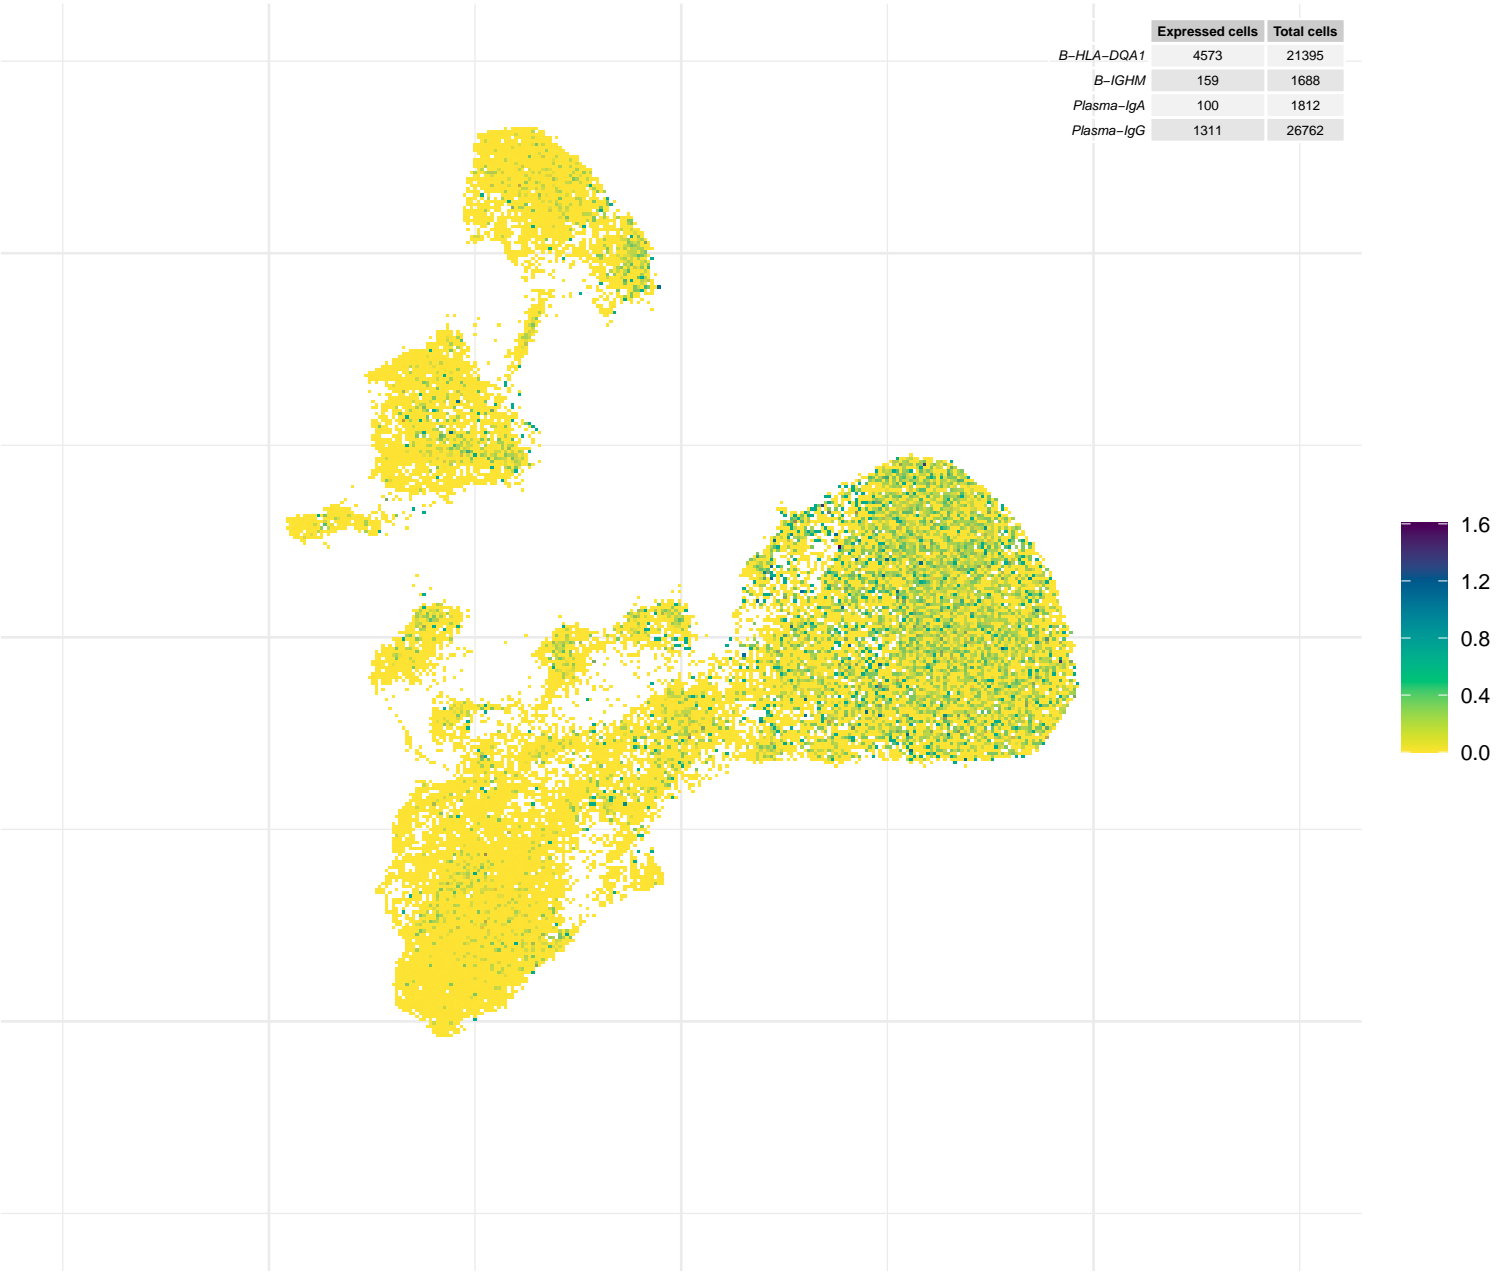 Expressed cells Total cells
B−HLA−DQA1 4573 21395
B−IGHM 159 1688
Plasma−IgA 100 1812
Plasma−IgG 1311 26762
1.6
1.2
0.8
0.4
0.0